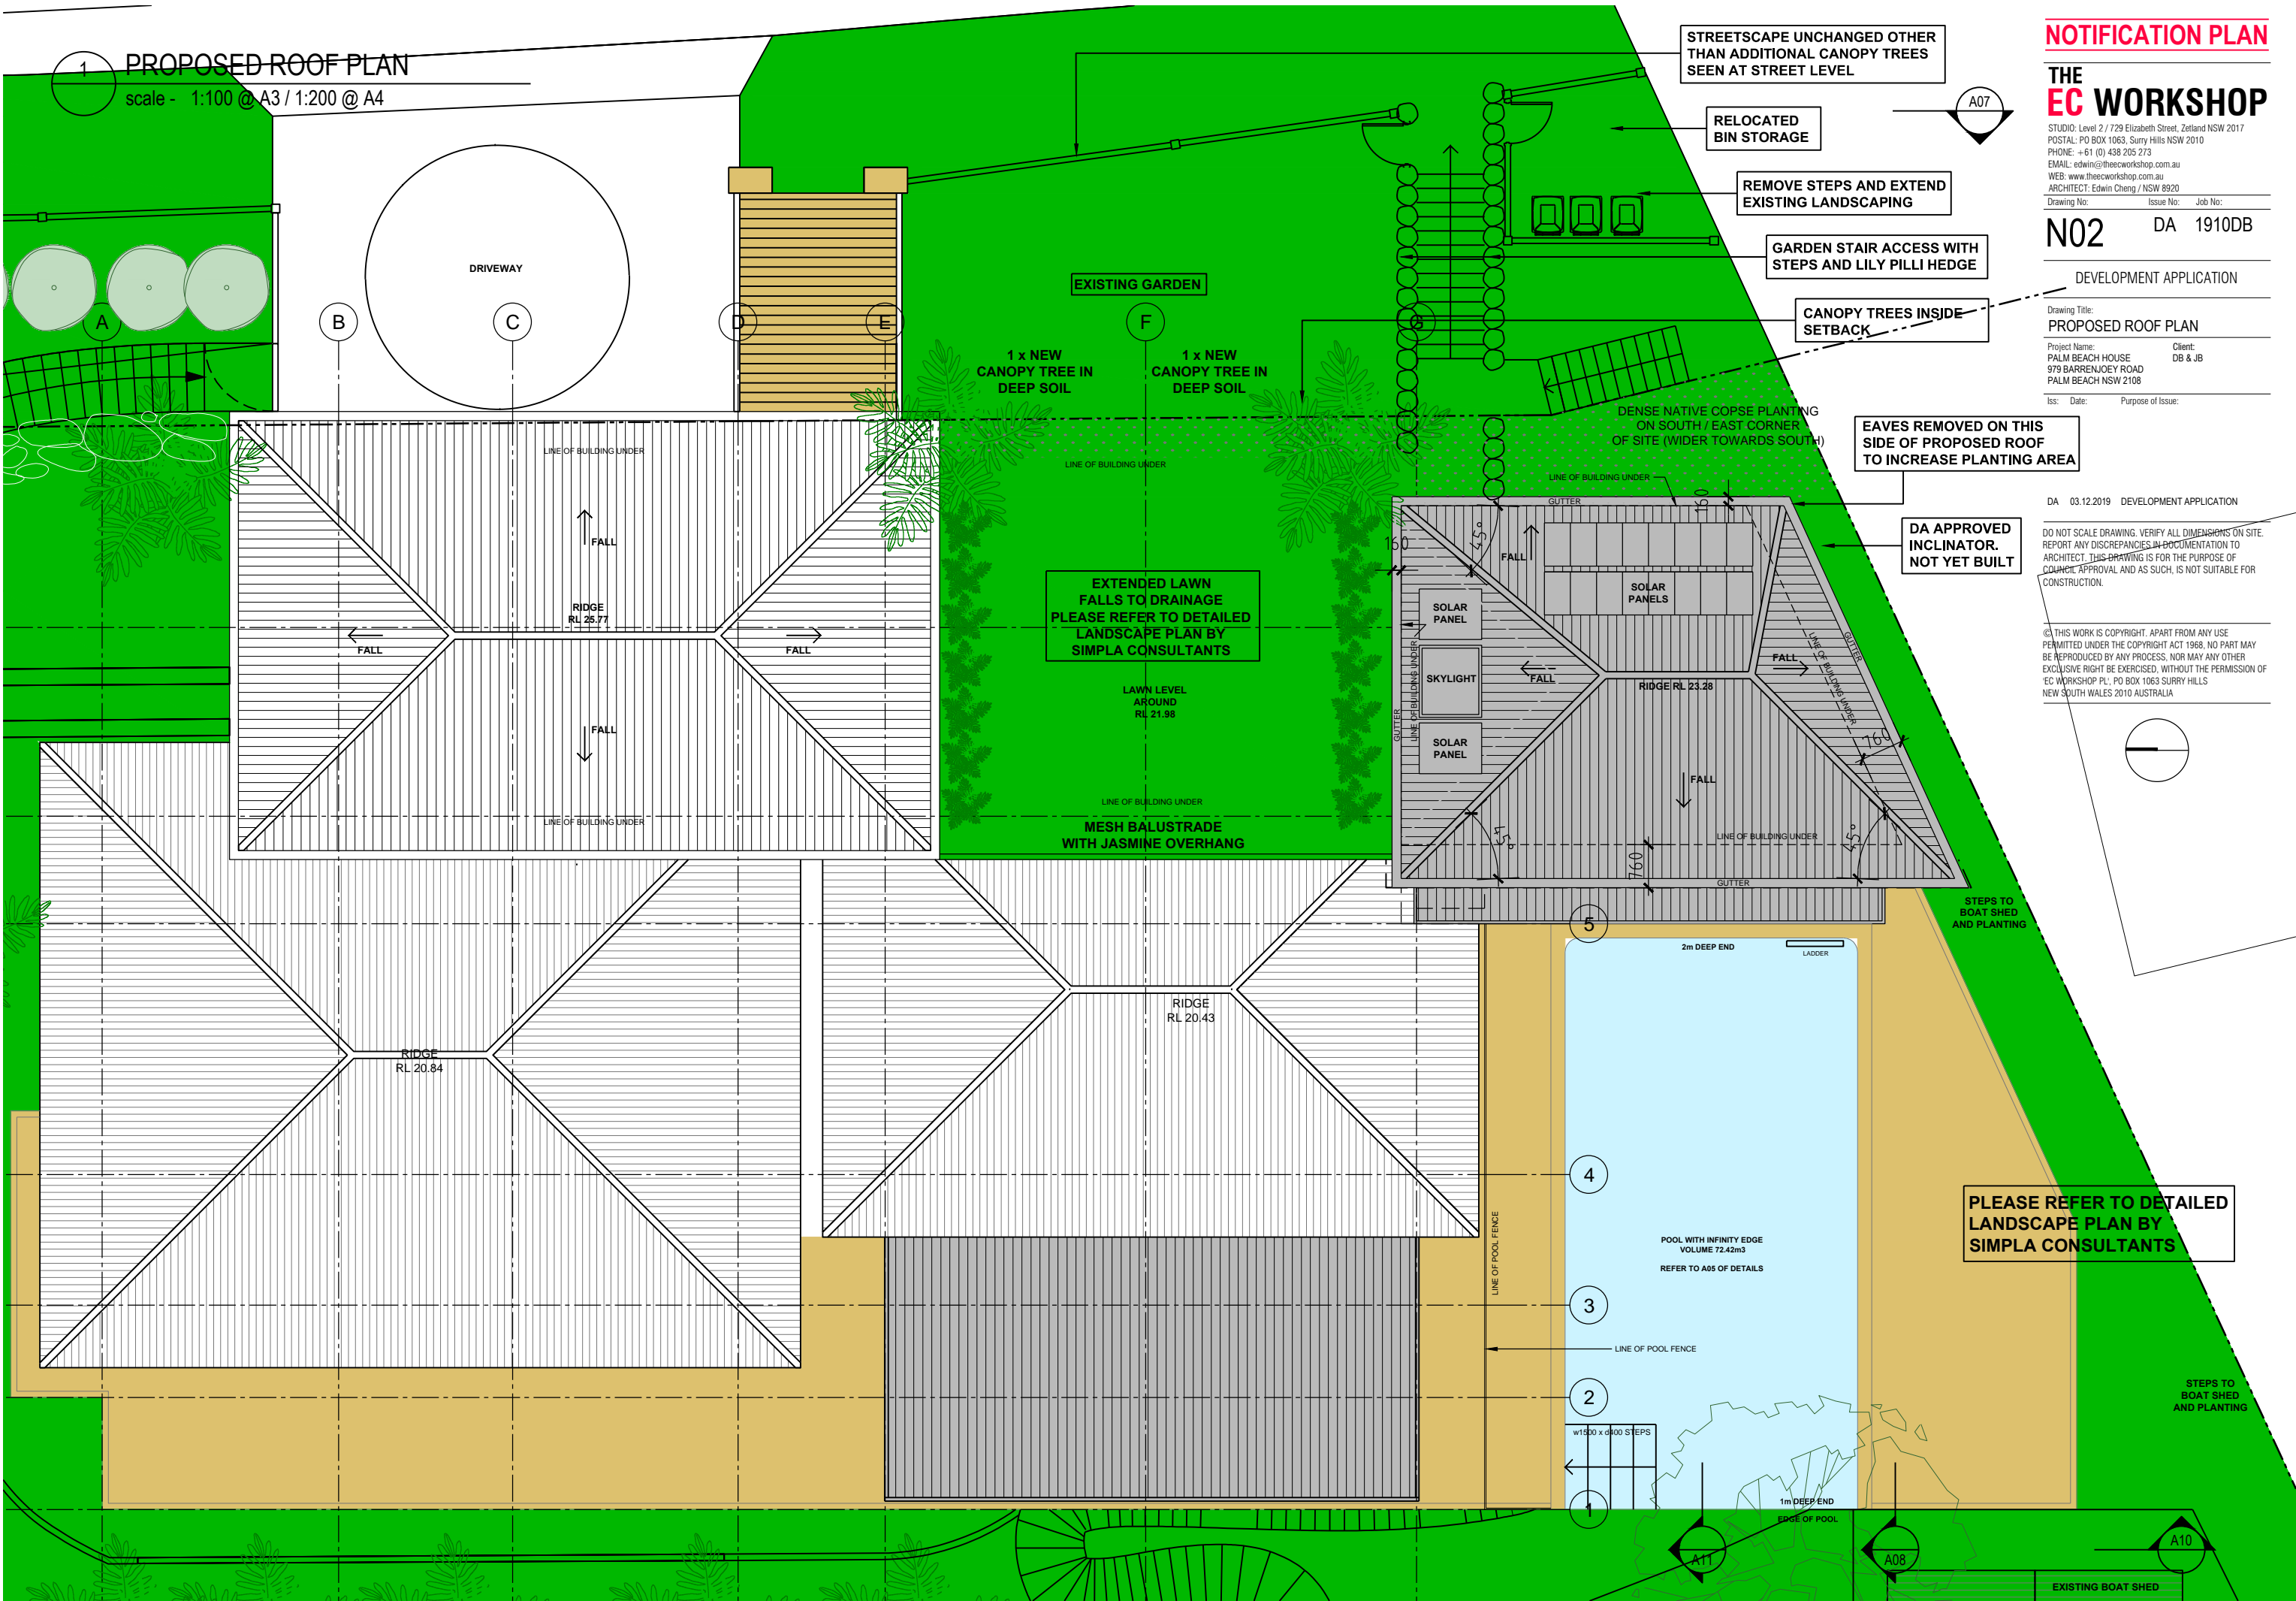 1
PROPOSED ROOF PLAN
scale - 1:100 @ A3 / 1:200 @ A4
STREETSCAPE UNCHANGED OTHER
THAN ADDITIONAL CANOPY TREES
SEEN AT STREET LEVEL
RELOCATED
BIN STORAGE
A07
REMOVE STEPS AND EXTEND
EXISTING LANDSCAPING
GARDEN STAIR ACCESS WITH
STEPS AND LILY PILLI HEDGE
CANOPY TREES INSIDE
SETBACK
DRIVEWAY
EXISTING GARDEN
A
B
C
D
E
F
G
1 x NEW
CANOPY TREE IN
DEEP SOIL
1 x NEW
CANOPY TREE IN
DEEP SOIL
DENSE NATIVE COPSE PLANTING
ON SOUTH / EAST CORNER
OF SITE (WIDER TOWARDS SOUTH)
EAVES REMOVED ON THIS
SIDE OF PROPOSED ROOF
TO INCREASE PLANTING AREA
DA APPROVED
INCLINATOR.
NOT YET BUILT
LINE OF BUILDING UNDER
LINE OF BUILDING UNDER
LINE OF BUILDING UNDER
GUTTER
160
160
45°
FALL
FALL
RIDGE
RL 25.77
FALL
FALL
FALL
LINE OF BUILDING UNDER
EXTENDED LAWN
FALLS TO DRAINAGE
PLEASE REFER TO DETAILED
LANDSCAPE PLAN BY
SIMPLA CONSULTANTS
LAWN LEVEL
AROUND
RL 21.98
LINE OF BUILDING UNDER
MESH BALUSTRADE
WITH JASMINE OVERHANG
SOLAR
PANELS
SOLAR
PANEL
SKYLIGHT
SOLAR
PANEL
LINE OF BUILDING UNDER
GUTTER
FALL
RIDGE RL 23.28
FALL
LINE OF BUILDING UNDER
GUTTER
760
FALL
LINE OF BUILDING UNDER
45°
45°
760
GUTTER
STEPS TO
BOAT SHED
AND PLANTING
5
2m DEEP END
LADDER
RIDGE
RL 20.43
RIDGE
RL 20.84
4
LINE OF POOL FENCE
POOL WITH INFINITY EDGE
VOLUME 72.42m3
REFER TO A05 OF DETAILS
PLEASE REFER TO DETAILED
LANDSCAPE PLAN BY
SIMPLA CONSULTANTS
3
LINE OF POOL FENCE
2
STEPS TO
BOAT SHED
AND PLANTING
w1500 x d400 STEPS
1
1m DEEP END
EDGE OF POOL
A11
A08
A10
EXISTING BOAT SHED
NOTIFICATION PLAN
THE
EC WORKSHOP
STUDIO: Level 2 / 729 Elizabeth Street, Zetland NSW 2017
POSTAL: PO BOX 1063, Surry Hills NSW 2010
PHONE: +61 (0) 438 205 273
EMAIL: edwin@theecworkshop.com.au
WEB: www.theecworkshop.com.au
ARCHITECT: Edwin Cheng / NSW 8920
Drawing No: Issue No: Job No:
N02 DA 1910DB
DEVELOPMENT APPLICATION
Drawing Title:
PROPOSED ROOF PLAN
Project Name: Client:
PALM BEACH HOUSE DB & JB
979 BARRENJOEY ROAD
PALM BEACH NSW 2108
Iss: Date: Purpose of Issue:
DA 03.12.2019 DEVELOPMENT APPLICATION
DO NOT SCALE DRAWING. VERIFY ALL DIMENSIONS ON SITE.
REPORT ANY DISCREPANCIES IN DOCUMENTATION TO
ARCHITECT. THIS DRAWING IS FOR THE PURPOSE OF
COUNCIL APPROVAL AND AS SUCH, IS NOT SUITABLE FOR
CONSTRUCTION.
© THIS WORK IS COPYRIGHT. APART FROM ANY USE
PERMITTED UNDER THE COPYRIGHT ACT 1968, NO PART MAY
BE REPRODUCED BY ANY PROCESS, NOR MAY ANY OTHER
EXCLUSIVE RIGHT BE EXERCISED, WITHOUT THE PERMISSION OF
'EC WORKSHOP PL', PO BOX 1063 SURRY HILLS
NEW SOUTH WALES 2010 AUSTRALIA